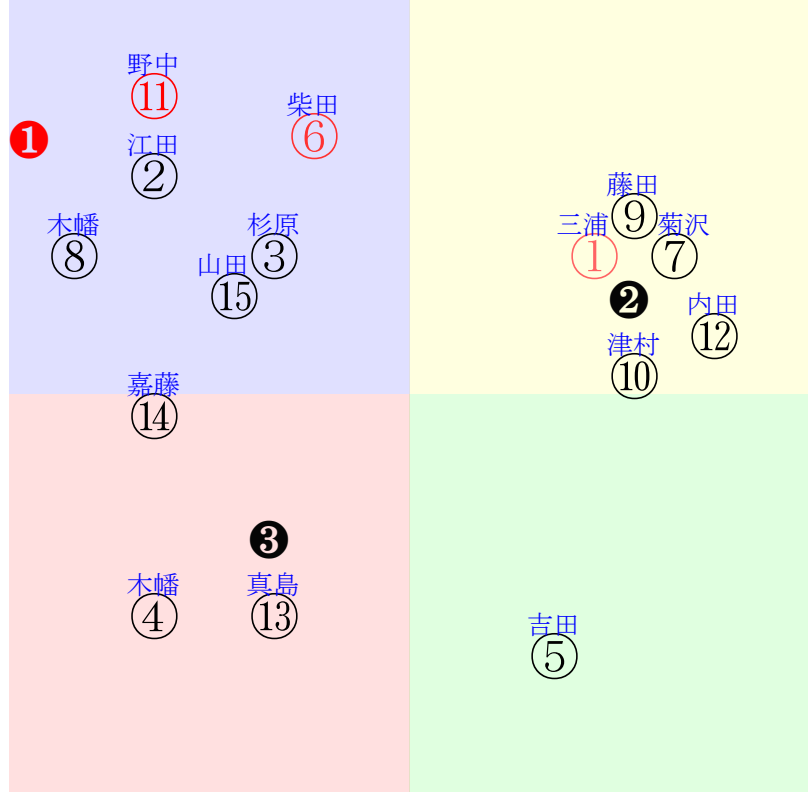 野中
⑪
柴田
⑥
❶
江田
②
木幡
⑧
杉原
③
山田
⑮
藤田
⑨
三浦
①
菊沢
⑦
❷
内田
⑫
津村
⑩
嘉藤
⑭
❸
木幡
④
真島
⑬
吉田
⑤